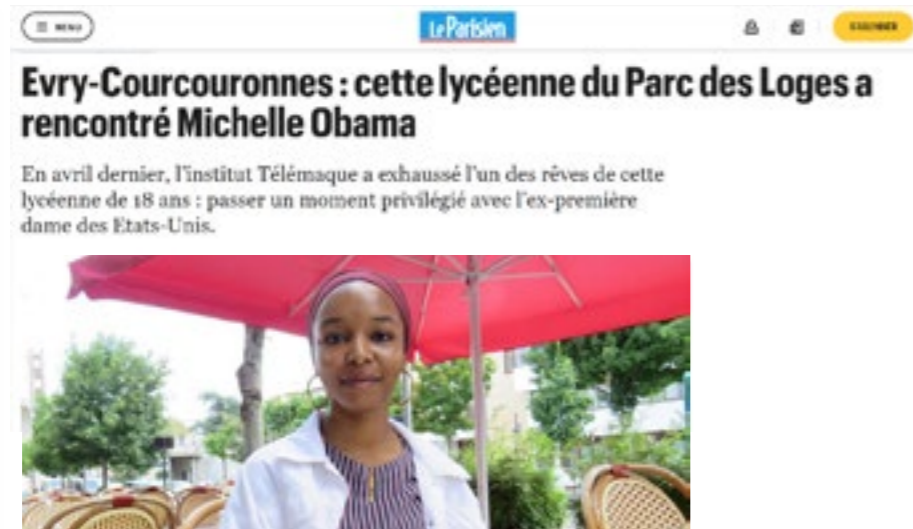 MENU
Le Parisien
S'ABONNER
Evry-Courcouronnes : cette lycéenne du Parc des Loges a
rencontré Michelle Obama
En avril dernier, l'institut Télémaque a exhaussé l'un des rêves de cette
lycéenne de 18 ans : passer un moment privilégié avec l'ex-première
dame des Etats-Unis.